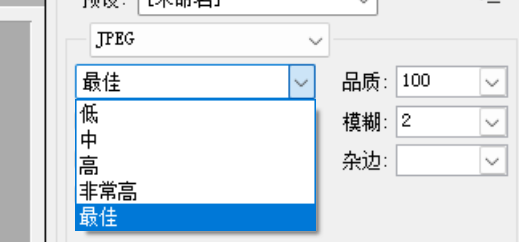 预设: [未命名]
JPEG
最佳 品质: 100
低 模糊: 2
中
高 杂边:
非常高
最佳